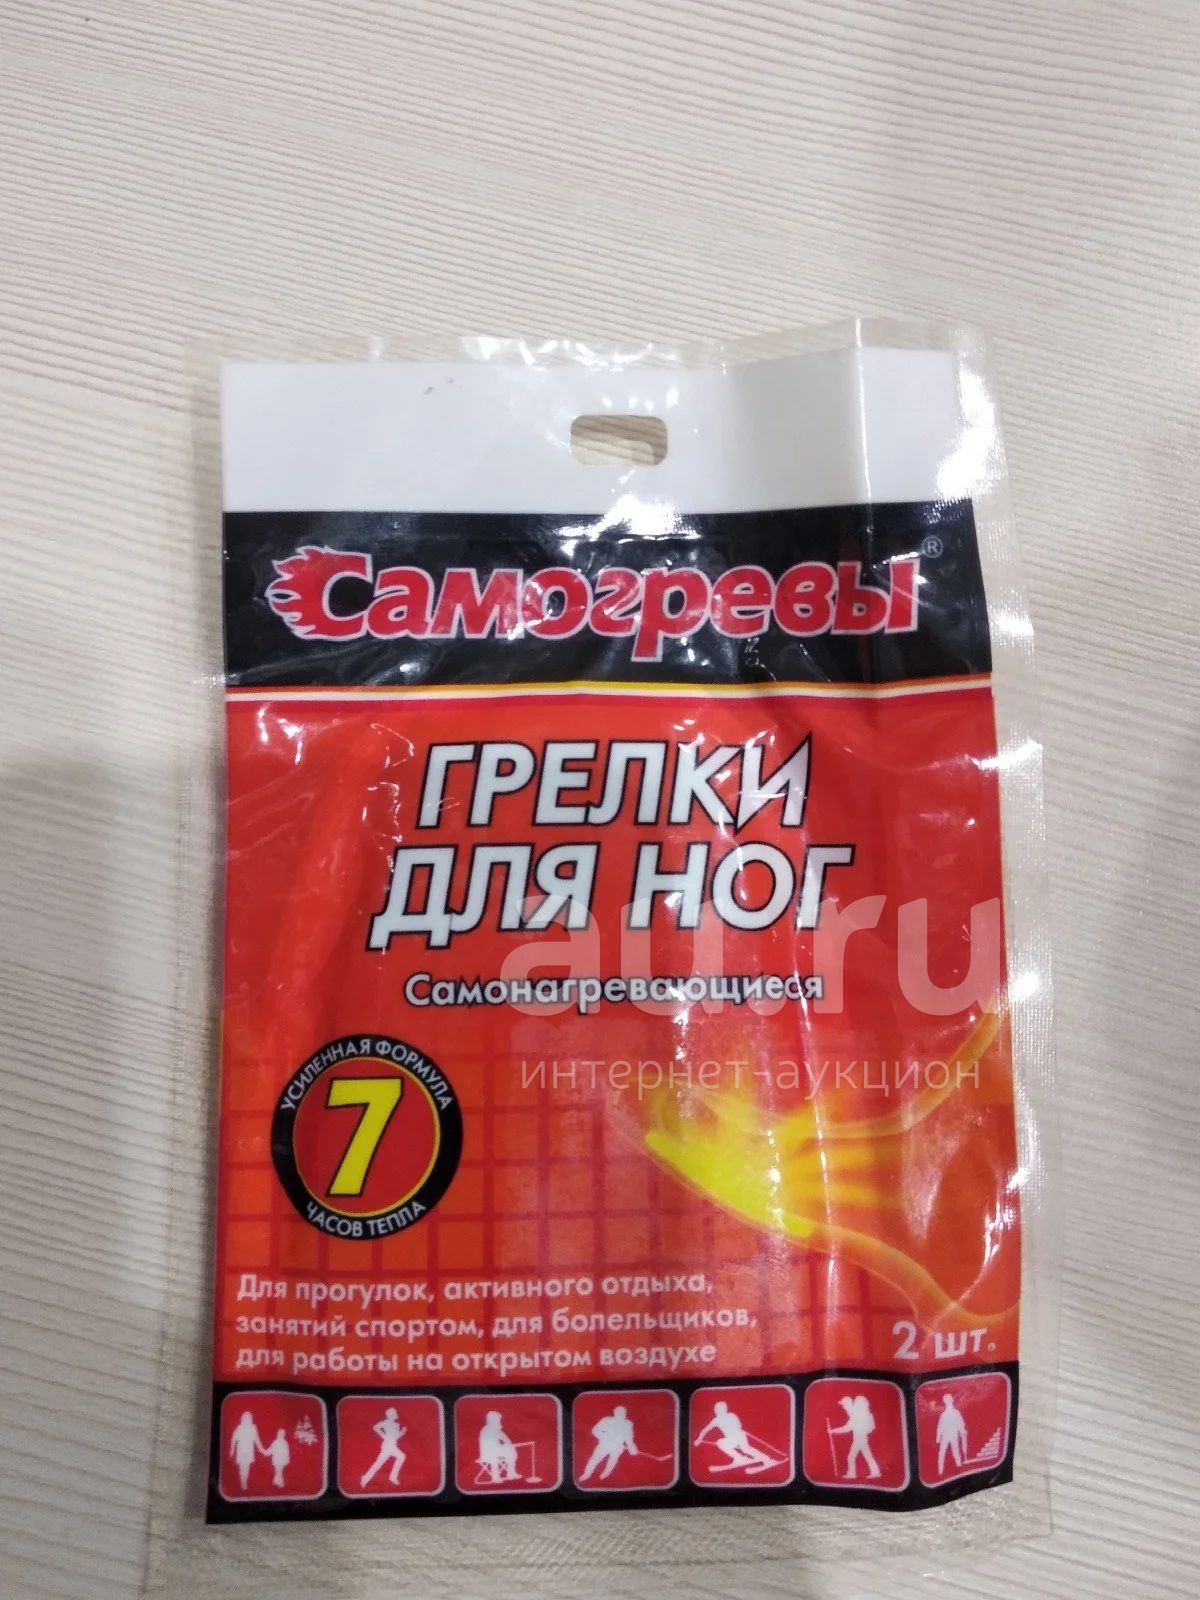 Самогревы®
ГРЕЛКИ
ДЛЯ НОГ
Самонагревающиеся
УСИЛЕННАЯ ФОРМУЛА
7
ЧАСОВ ТЕПЛА
Для прогулок, активного отдыха,
занятий спортом, для болельщиков,
для работы на открытом воздухе
2 шт.
au.ru
интернет-аукцион